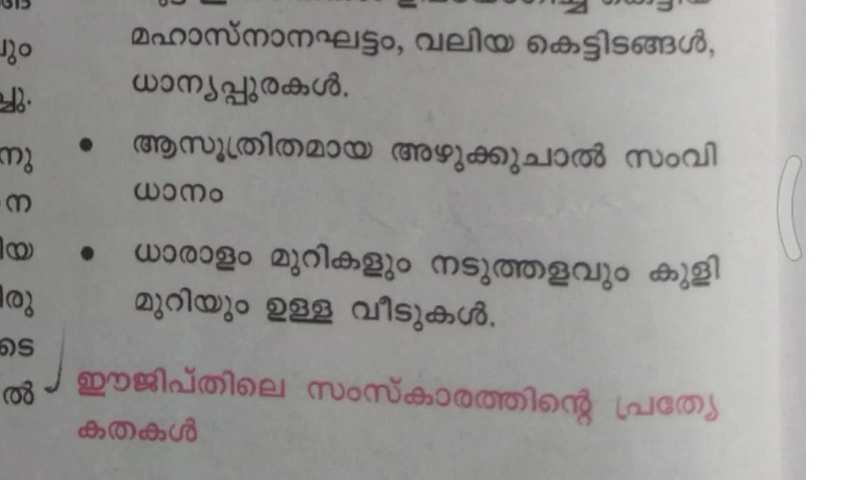 മഹാസ്നാനഘട്ടം, വലിയ കെട്ടിടങ്ങൾ,
വും
ധാന്യപ്പുരകൾ.
ച്ചു.
• ആസൂത്രിതമായ അഴുക്കുചാൽ സംവി
നു
ധാനം
ന
• ധാരാളം മുറികളും നടുത്തളവും കുളി
മുറിയും ഉള്ള വീടുകൾ.
രു
ടെ
ഈജിപ്തിലെ സംസ്കാരത്തിന്റെ പ്രത്യേ
ൽ
കതകൾ